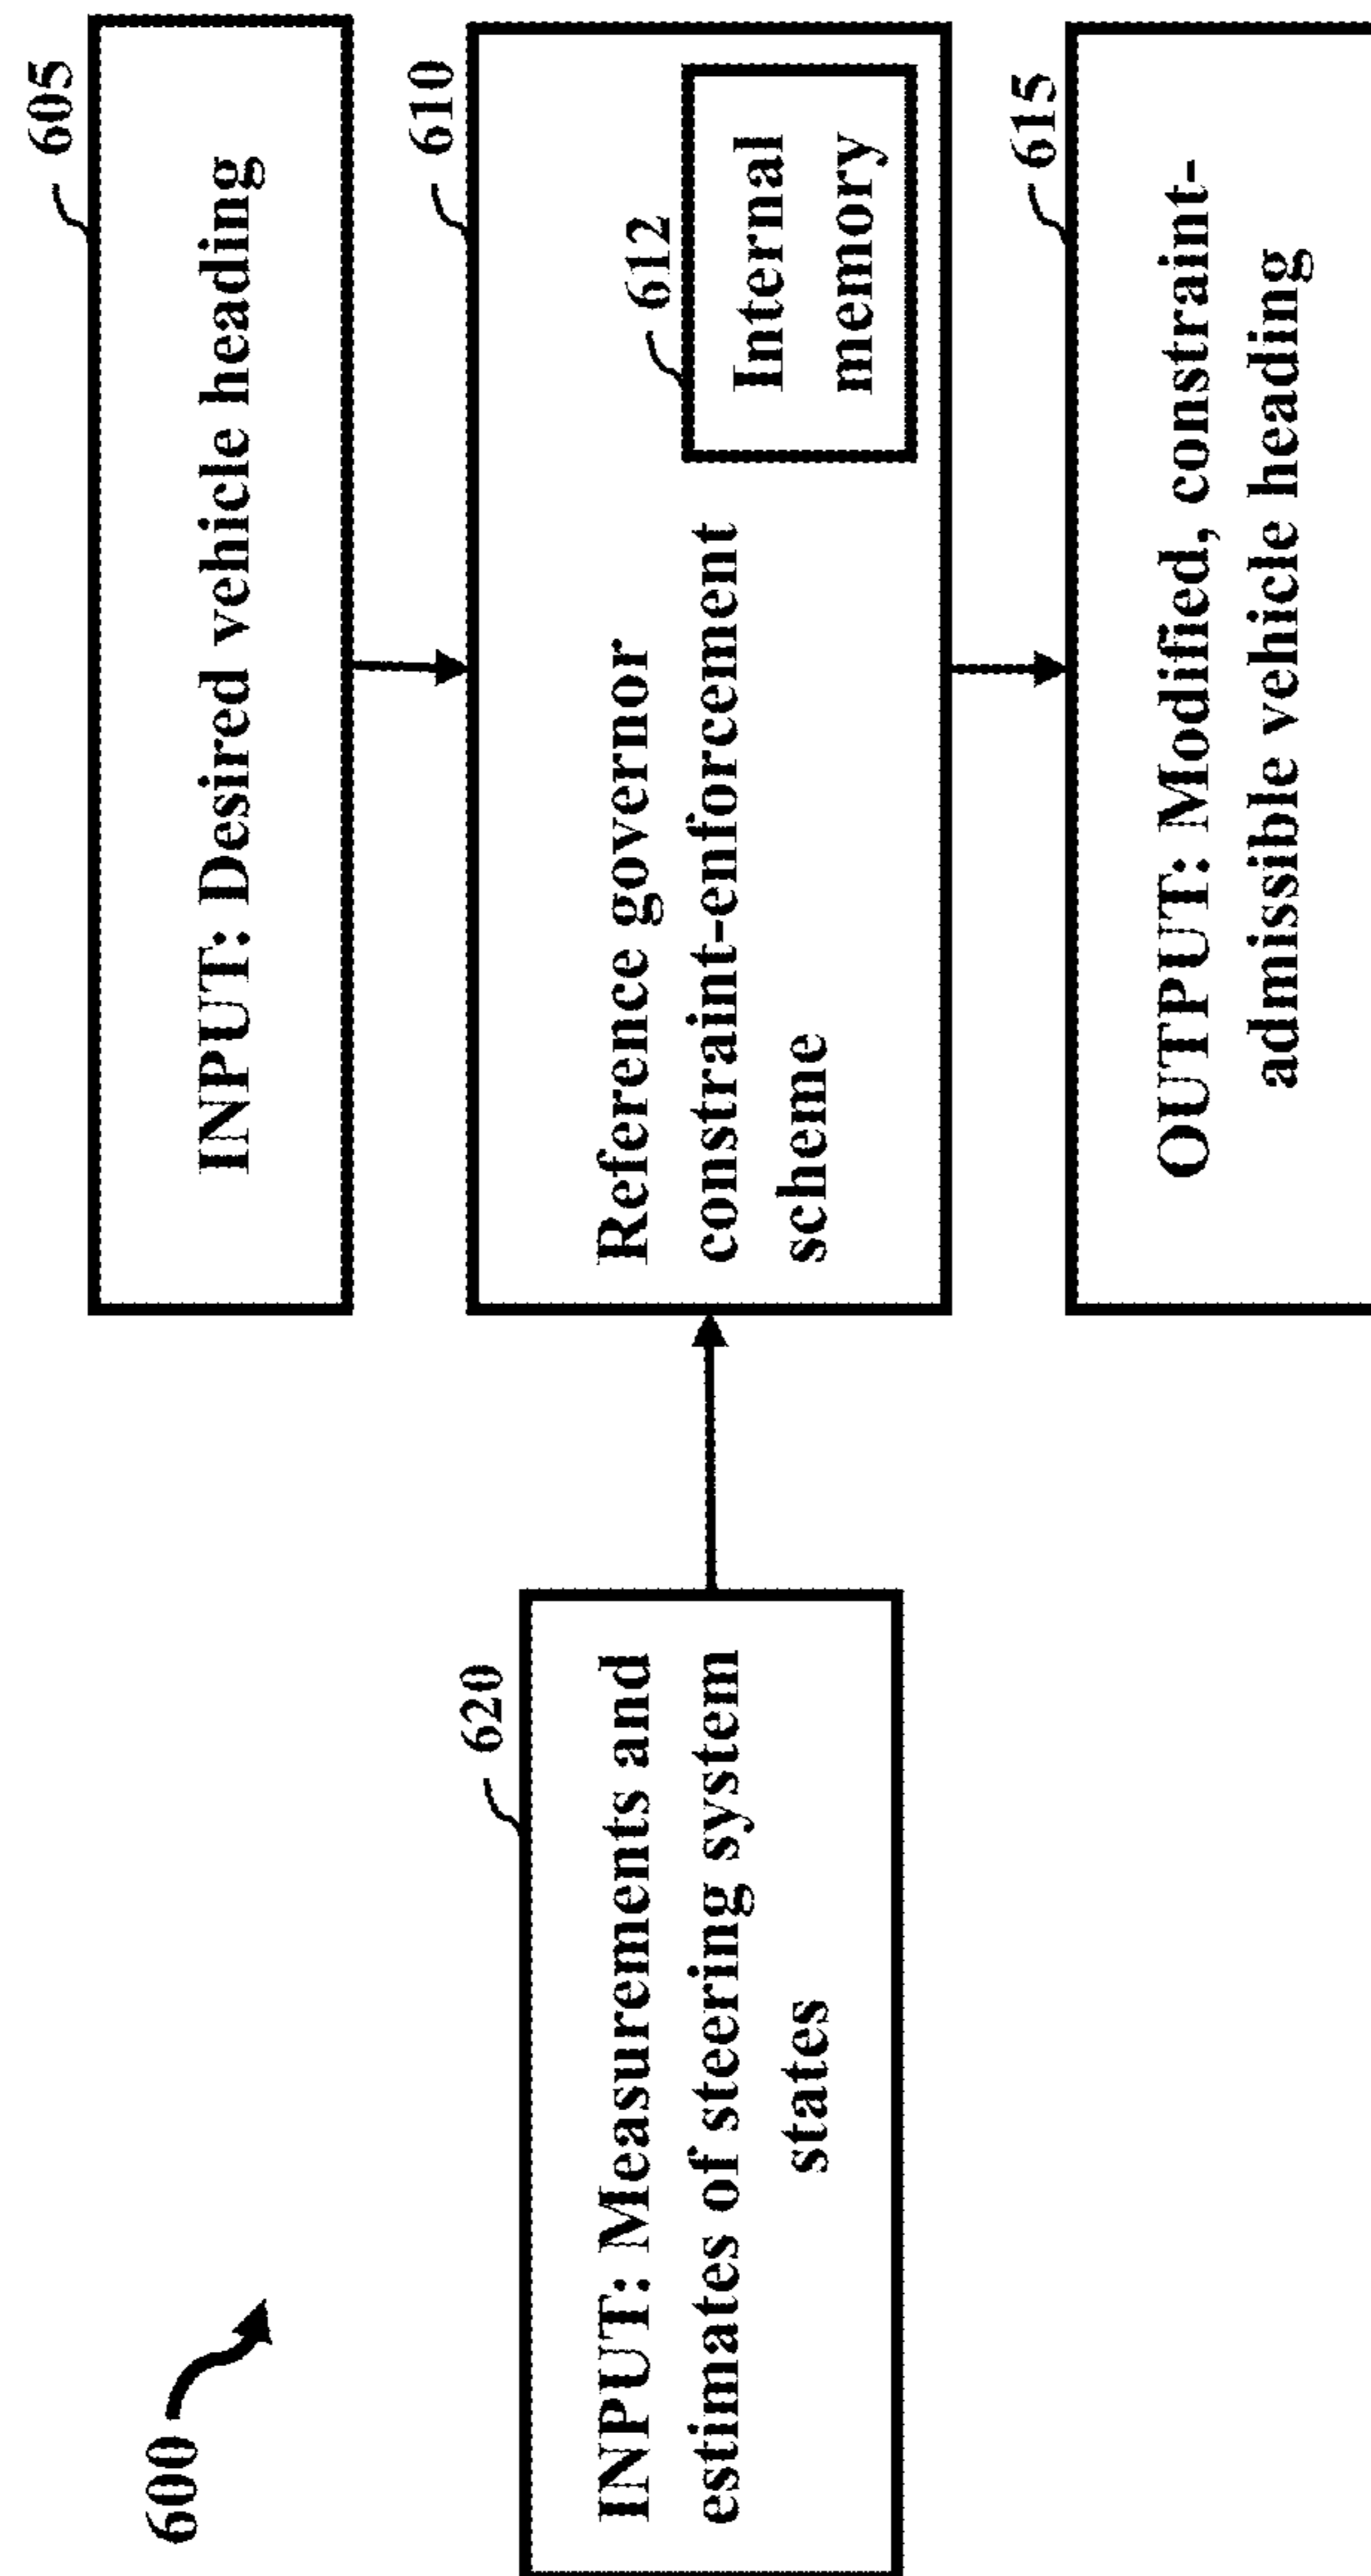 600
605
INPUT: Desired vehicle heading
610
Reference governor
constraint-enforcement
scheme
612
Internal
memory
620
INPUT: Measurements and
estimates of steering system
states
615
OUTPUT: Modified, constraint-
admissible vehicle heading